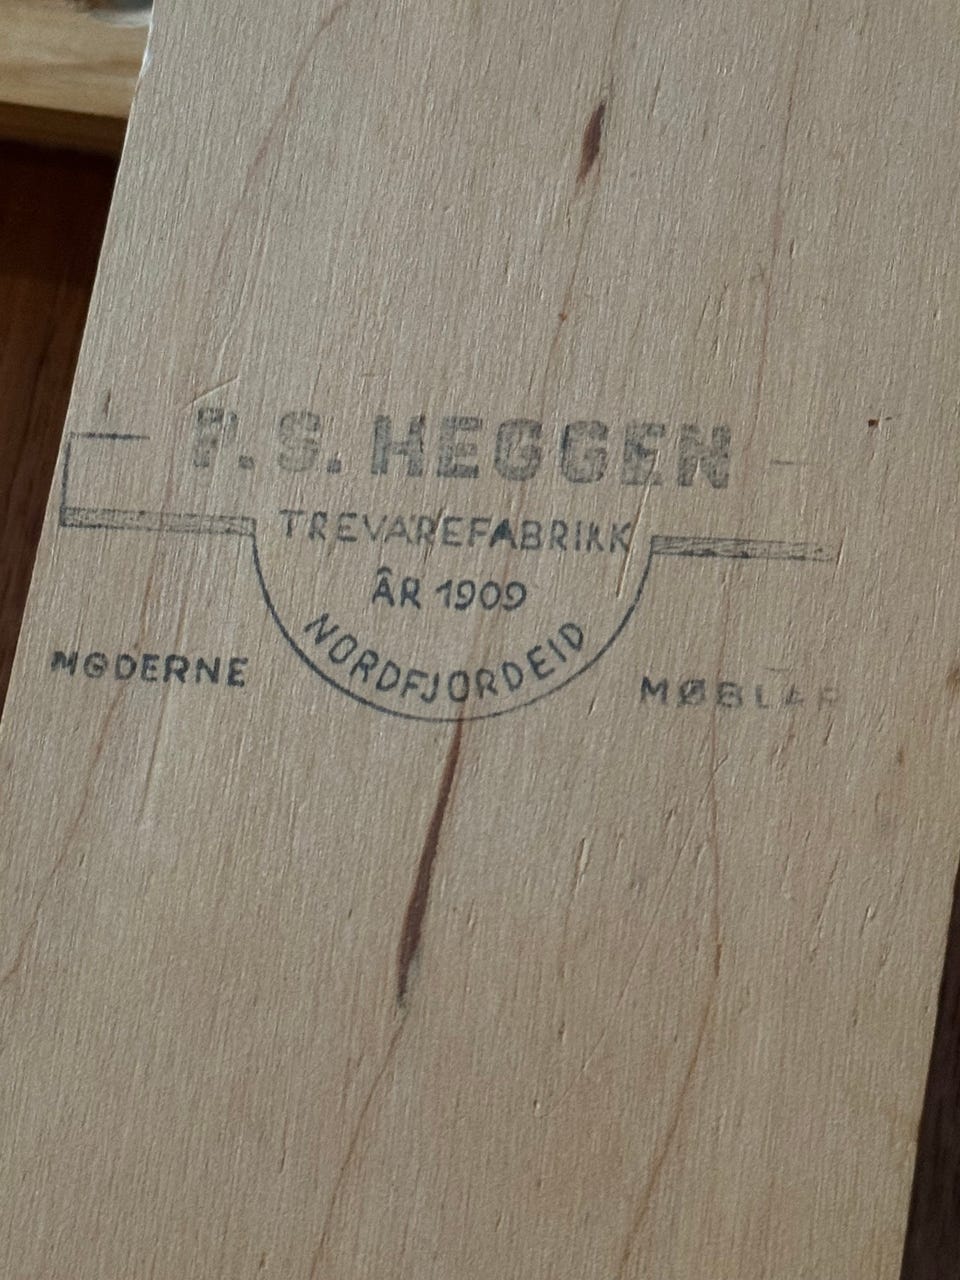 P. S. HEGGEN
TREVAREFABRIKK
ÅR 1909
NORDFJORDEID
MODERNE MØBLAR